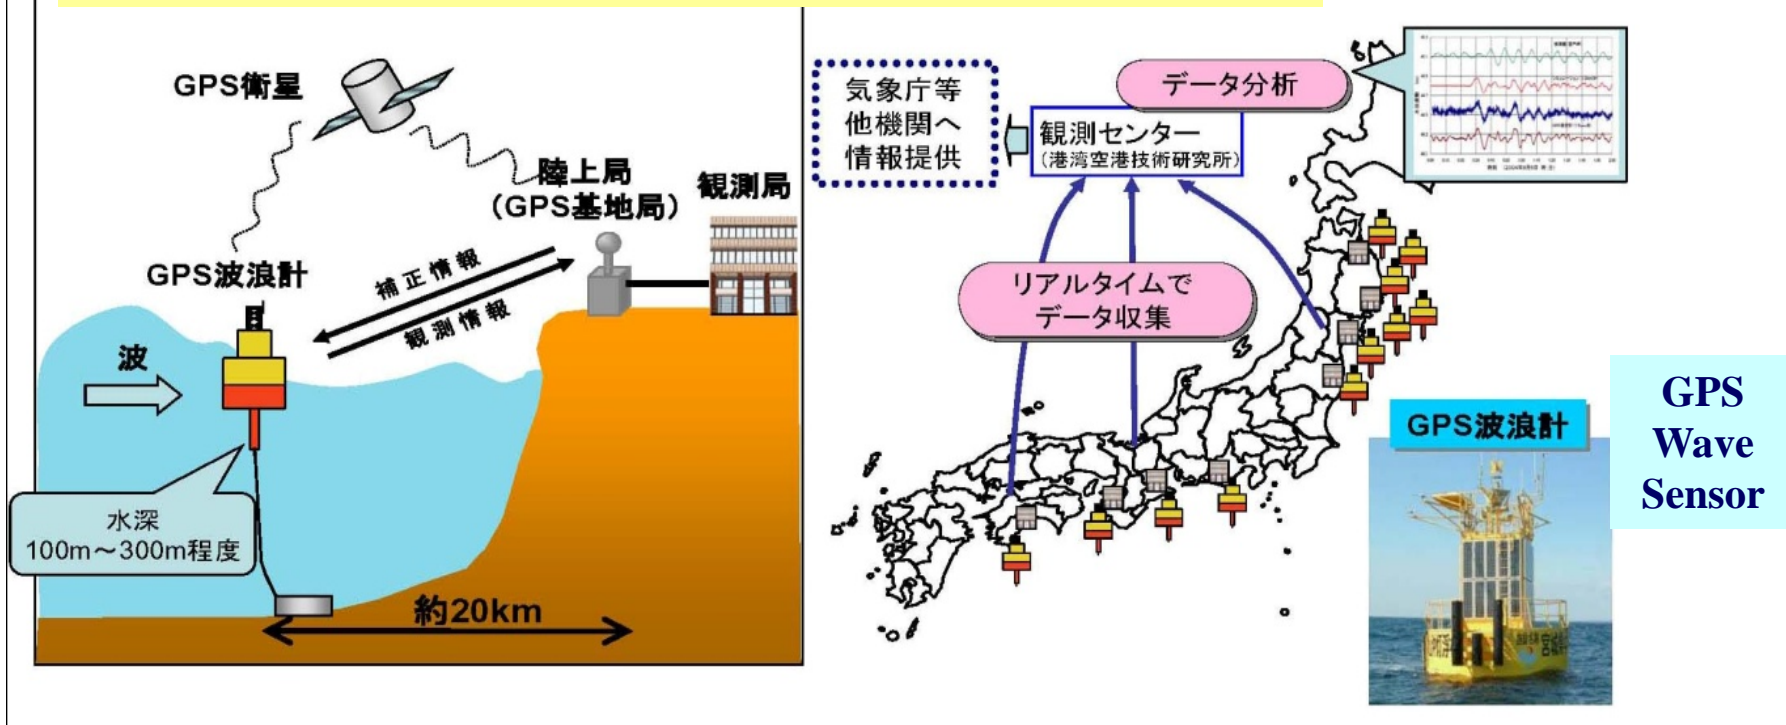 GPS衛星
陸上局
（GPS基地局）
観測局
GPS波浪計
補正情報
観測情報
波
水深
100m～300m程度
約20km
気象庁等
他機関へ
情報提供
データ分析
観測センター
（港湾空港技術研究所）
リアルタイムで
データ収集
GPS波浪計
GPS
Wave
Sensor